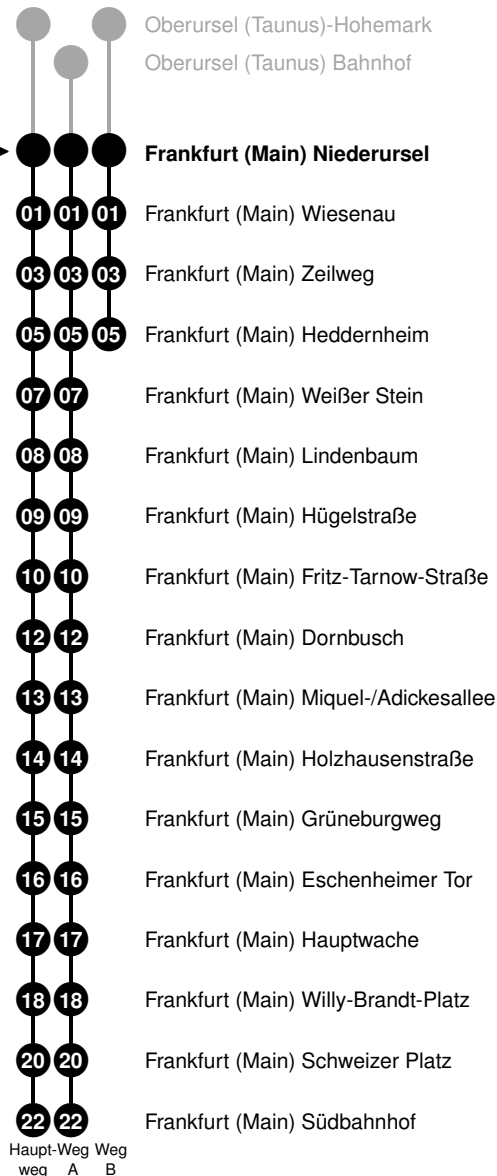 Oberursel (Taunus)-Hohemark
Oberursel (Taunus) Bahnhof
Frankfurt (Main) Niederursel
01 01 01 Frankfurt (Main) Wiesenau
03 03 03 Frankfurt (Main) Zeilweg
05 05 05 Frankfurt (Main) Heddernheim
07 07 Frankfurt (Main) Weißer Stein
08 08 Frankfurt (Main) Lindenbaum
09 09 Frankfurt (Main) Hügelstraße
10 10 Frankfurt (Main) Fritz-Tarnow-Straße
12 12 Frankfurt (Main) Dornbusch
13 13 Frankfurt (Main) Miquel-/Adickesallee
14 14 Frankfurt (Main) Holzhausenstraße
15 15 Frankfurt (Main) Grüneburgweg
16 16 Frankfurt (Main) Eschenheimer Tor
17 17 Frankfurt (Main) Hauptwache
18 18 Frankfurt (Main) Willy-Brandt-Platz
20 20 Frankfurt (Main) Schweizer Platz
22 22 Frankfurt (Main) Südbahnhof
Haupt-Weg Weg
weg A B